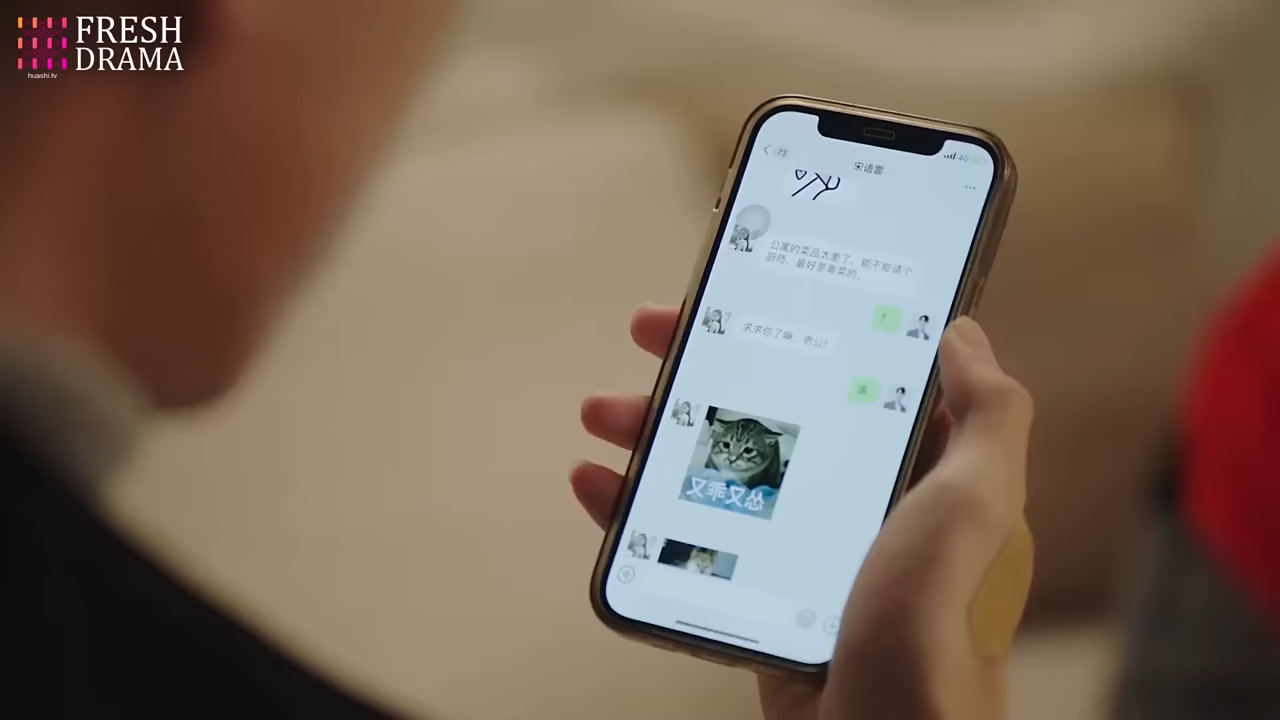 FRESH
DRAMA
huashi.tv
73
4G
宋语霏
公寓的菜品太差了，能不能请个
厨师，最好是粤菜的。
?
求求你了嘛，老公!
滚
又乖又怂